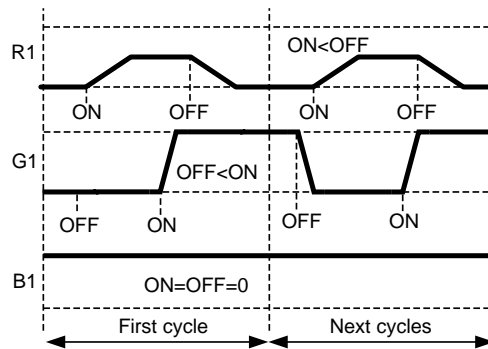 R1
ON<OFF
ON
OFF
ON
OFF
G1
OFF<ON
OFF
ON
OFF
ON
B1
ON=OFF=0
First cycle
Next cycles